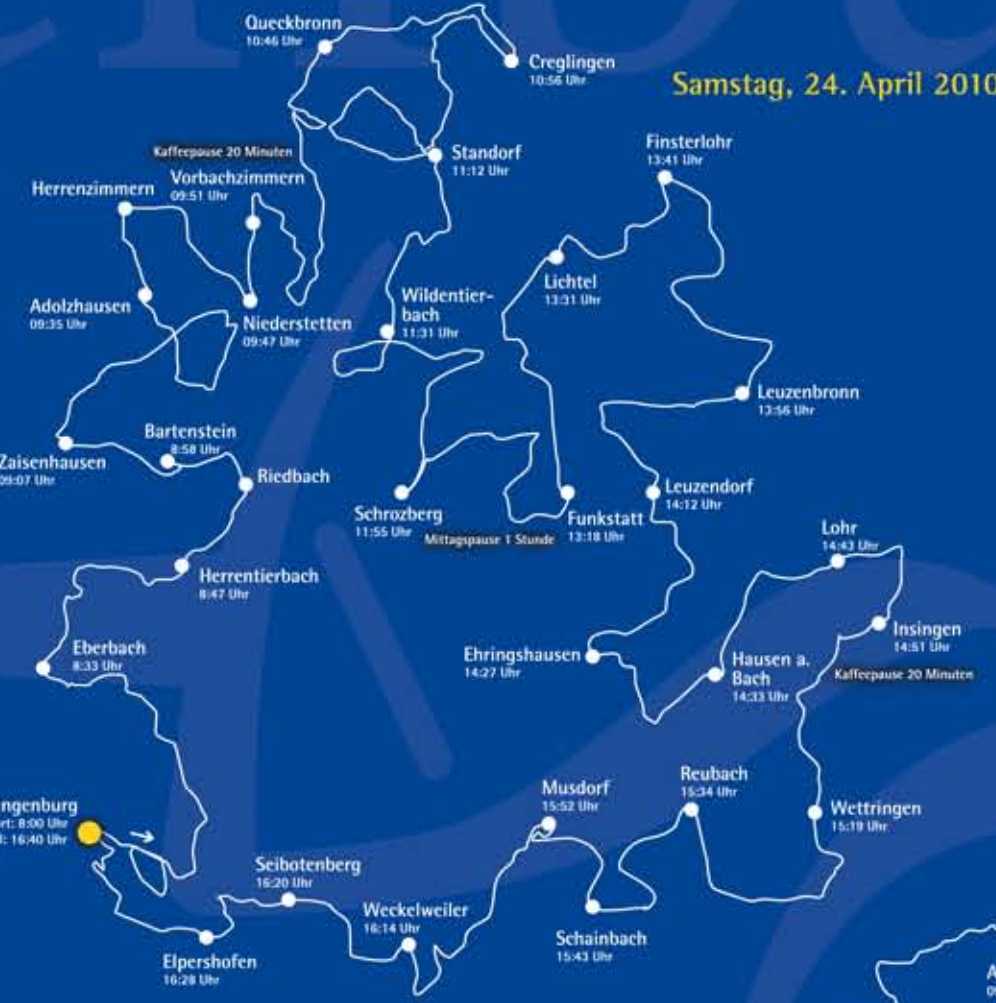 Queckbronn
10:46 Uhr
Creglingen
10:56 Uhr
Samstag, 24. April 2010
Finsterlohr
13:41 Uhr
Kaffeepause 20 Minuten
Standorf
11:12 Uhr
Herrenzimmern
Vorbachzimmern
09:51 Uhr
Lichtel
13:31 Uhr
Adolzhausen
09:35 Uhr
Niederstetten
09:47 Uhr
Wildentier-
bach
11:31 Uhr
Leuzenbronn
13:56 Uhr
Bartenstein
8:58 Uhr
Zaisenhausen
09:07 Uhr
Riedbach
Leuzendorf
14:12 Uhr
Schrozberg
11:55 Uhr
Mittagspause 1 Stunde
Funkstatt
13:18 Uhr
Lohr
14:43 Uhr
Herrentierbach
8:47 Uhr
Insingen
14:51 Uhr
Kaffeepause 20 Minuten
Eberbach
8:33 Uhr
Ehringshausen
14:27 Uhr
Hausen a.
Bach
14:33 Uhr
Musdorf
15:52 Uhr
Reubach
15:34 Uhr
Wettringen
15:19 Uhr
ngenburg
rt: 8:00 Uhr
l: 16:40 Uhr
Seibotenberg
16:20 Uhr
Weckelweiler
16:14 Uhr
Schainbach
15:43 Uhr
Elpershofen
16:28 Uhr
A